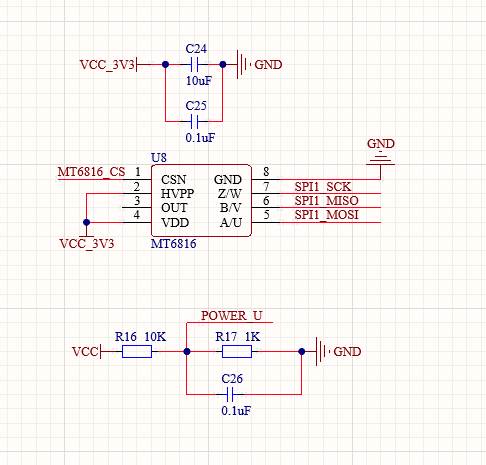 C24
VCC_3V3
GND
10uF
C25
0.1uF
GND
U8
MT6816_CS 1 CSN GND 8
2 HVPP Z/W 7 SPI1_SCK
3 OUT B/V 6 SPI1_MISO
4 VDD A/U 5 SPI1_MOSI
VCC_3V3
MT6816
POWER_U
R16 10K
R17 1K
VCC
GND
C26
0.1uF